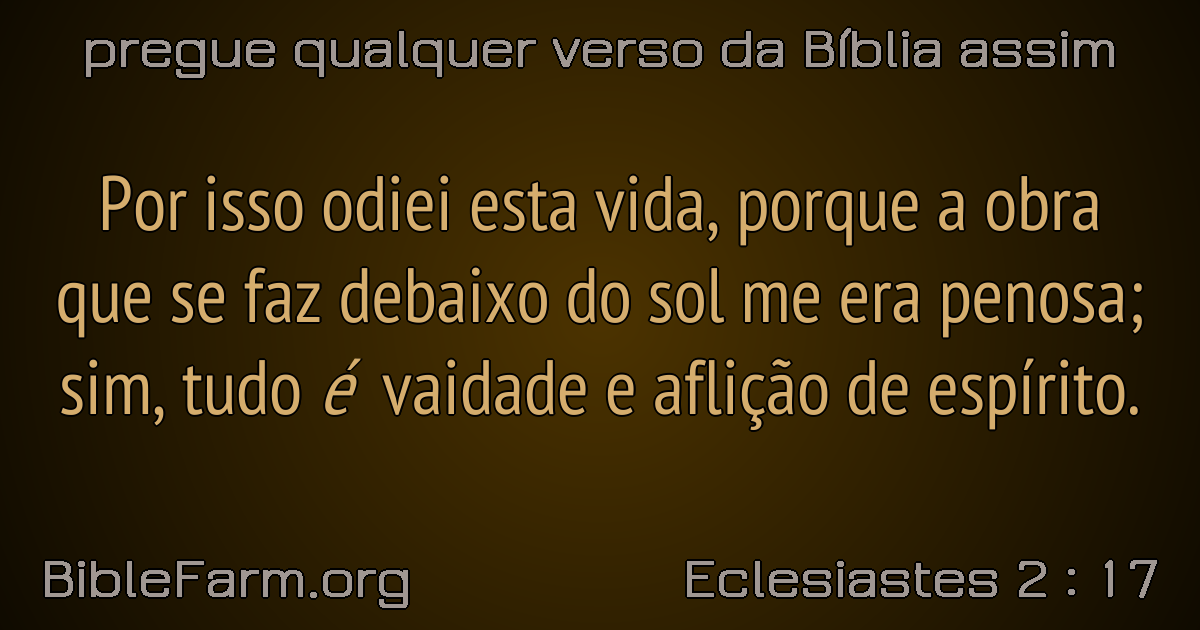 pregue qualquer verso da Bíblia assim
Por isso odiei esta vida, porque a obra
que se faz debaixo do sol me era penosa;
sim, tudo é vaidade e aflição de espírito.
BibleFarm.org
Eclesiastes 2 : 17